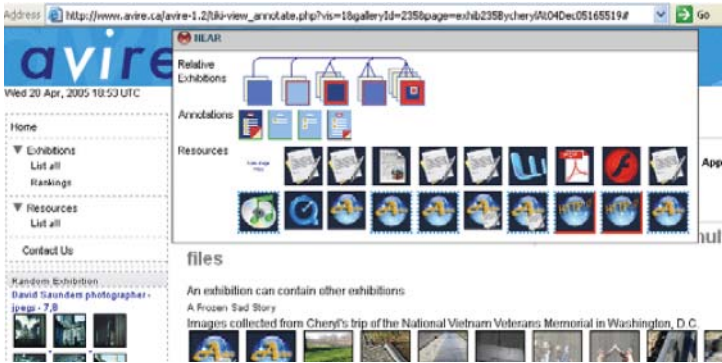 Address http://www.avire.ca/avire-1.2/tiki-view_annotate.php?vis=1&galleryId=235&page=exhib235BycherylAt04Dec05165519# Go
avire
Wed 20 Apr, 2005 18:53 UTC
NEAR
Relative
Exhibitions
Annotations
Resources
Home
Exhibitions
List all
Rankings
Resources
List all
Contact Us
Random Exhibition
David Saunders photographer -
jpegs - 7,8
App
files
An exhibition can contain other exhibitions
A Frozen Sad Story
Images collected from Cheryl's trip of the National Vietnam Veterans Memorial in Washington, D.C.